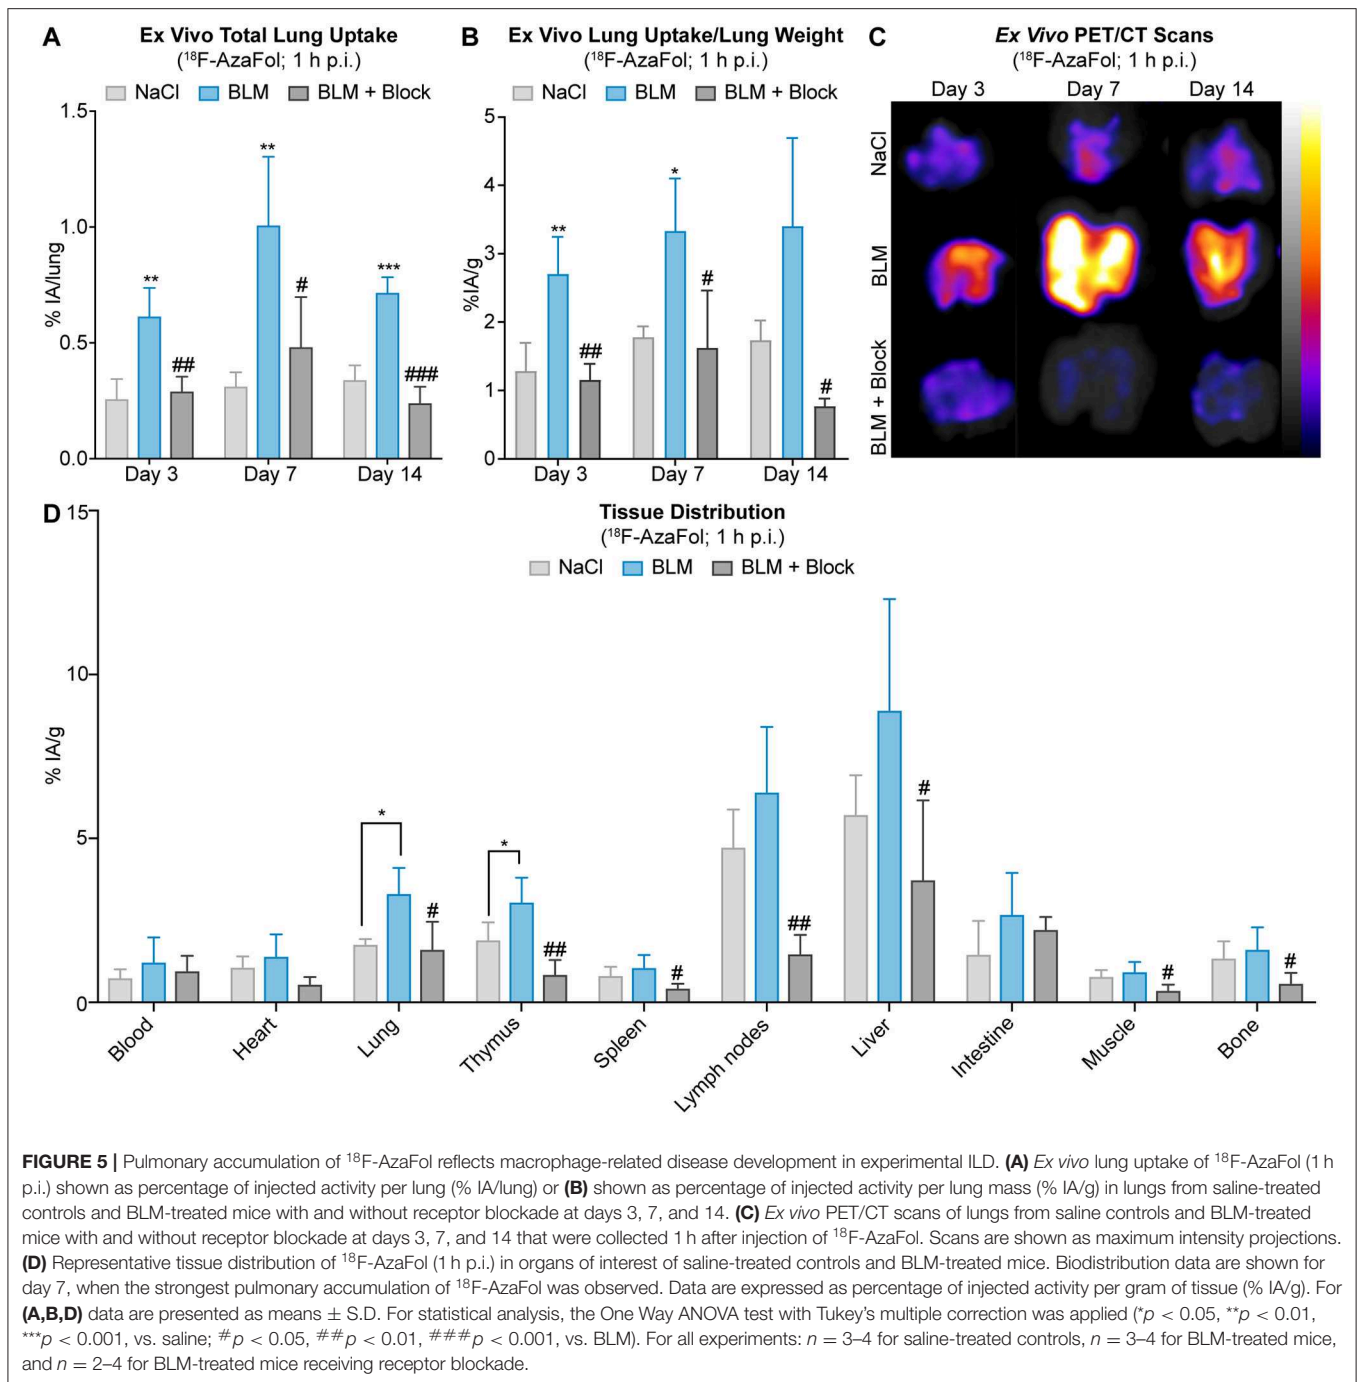 A Ex Vivo Total Lung Uptake
(¹⁸F-AzaFol; 1 h p.i.)
NaCl BLM BLM + Block
% IA/lung
1.5
1.0
0.5
0.0
**
##
**
#
***
###
Day 3 Day 7 Day 14
B Ex Vivo Lung Uptake/Lung Weight
(¹⁸F-AzaFol; 1 h p.i.)
NaCl BLM BLM + Block
%IA/g
5
4
3
2
1
0
**
##
*
#
#
Day 3 Day 7 Day 14
C Ex Vivo PET/CT Scans
(¹⁸F-AzaFol; 1 h p.i.)
Day 3 Day 7 Day 14
NaCl
BLM
BLM + Block
D Tissue Distribution
(¹⁸F-AzaFol; 1 h p.i.)
NaCl BLM BLM + Block
% IA/g
15
10
5
0
*
#
*
##
#
##
#
#
#
Blood Heart Lung Thymus Spleen Lymph nodes Liver Intestine Muscle Bone
FIGURE 5 | Pulmonary accumulation of ¹⁸F-AzaFol reflects macrophage-related disease development in experimental ILD. (A) Ex vivo lung uptake of ¹⁸F-AzaFol (1 h
p.i.) shown as percentage of injected activity per lung (% IA/lung) or (B) shown as percentage of injected activity per lung mass (% IA/g) in lungs from saline-treated
controls and BLM-treated mice with and without receptor blockade at days 3, 7, and 14. (C) Ex vivo PET/CT scans of lungs from saline controls and BLM-treated
mice with and without receptor blockade at days 3, 7, and 14 that were collected 1 h after injection of ¹⁸F-AzaFol. Scans are shown as maximum intensity projections.
(D) Representative tissue distribution of ¹⁸F-AzaFol (1 h p.i.) in organs of interest of saline-treated controls and BLM-treated mice. Biodistribution data are shown for
day 7, when the strongest pulmonary accumulation of ¹⁸F-AzaFol was observed. Data are expressed as percentage of injected activity per gram of tissue (% IA/g). For
(A,B,D) data are presented as means ± S.D. For statistical analysis, the One Way ANOVA test with Tukey's multiple correction was applied (*p < 0.05, **p < 0.01,
***p < 0.001, vs. saline; #p < 0.05, ##p < 0.01, ###p < 0.001, vs. BLM). For all experiments: n = 3–4 for saline-treated controls, n = 3–4 for BLM-treated mice,
and n = 2–4 for BLM-treated mice receiving receptor blockade.